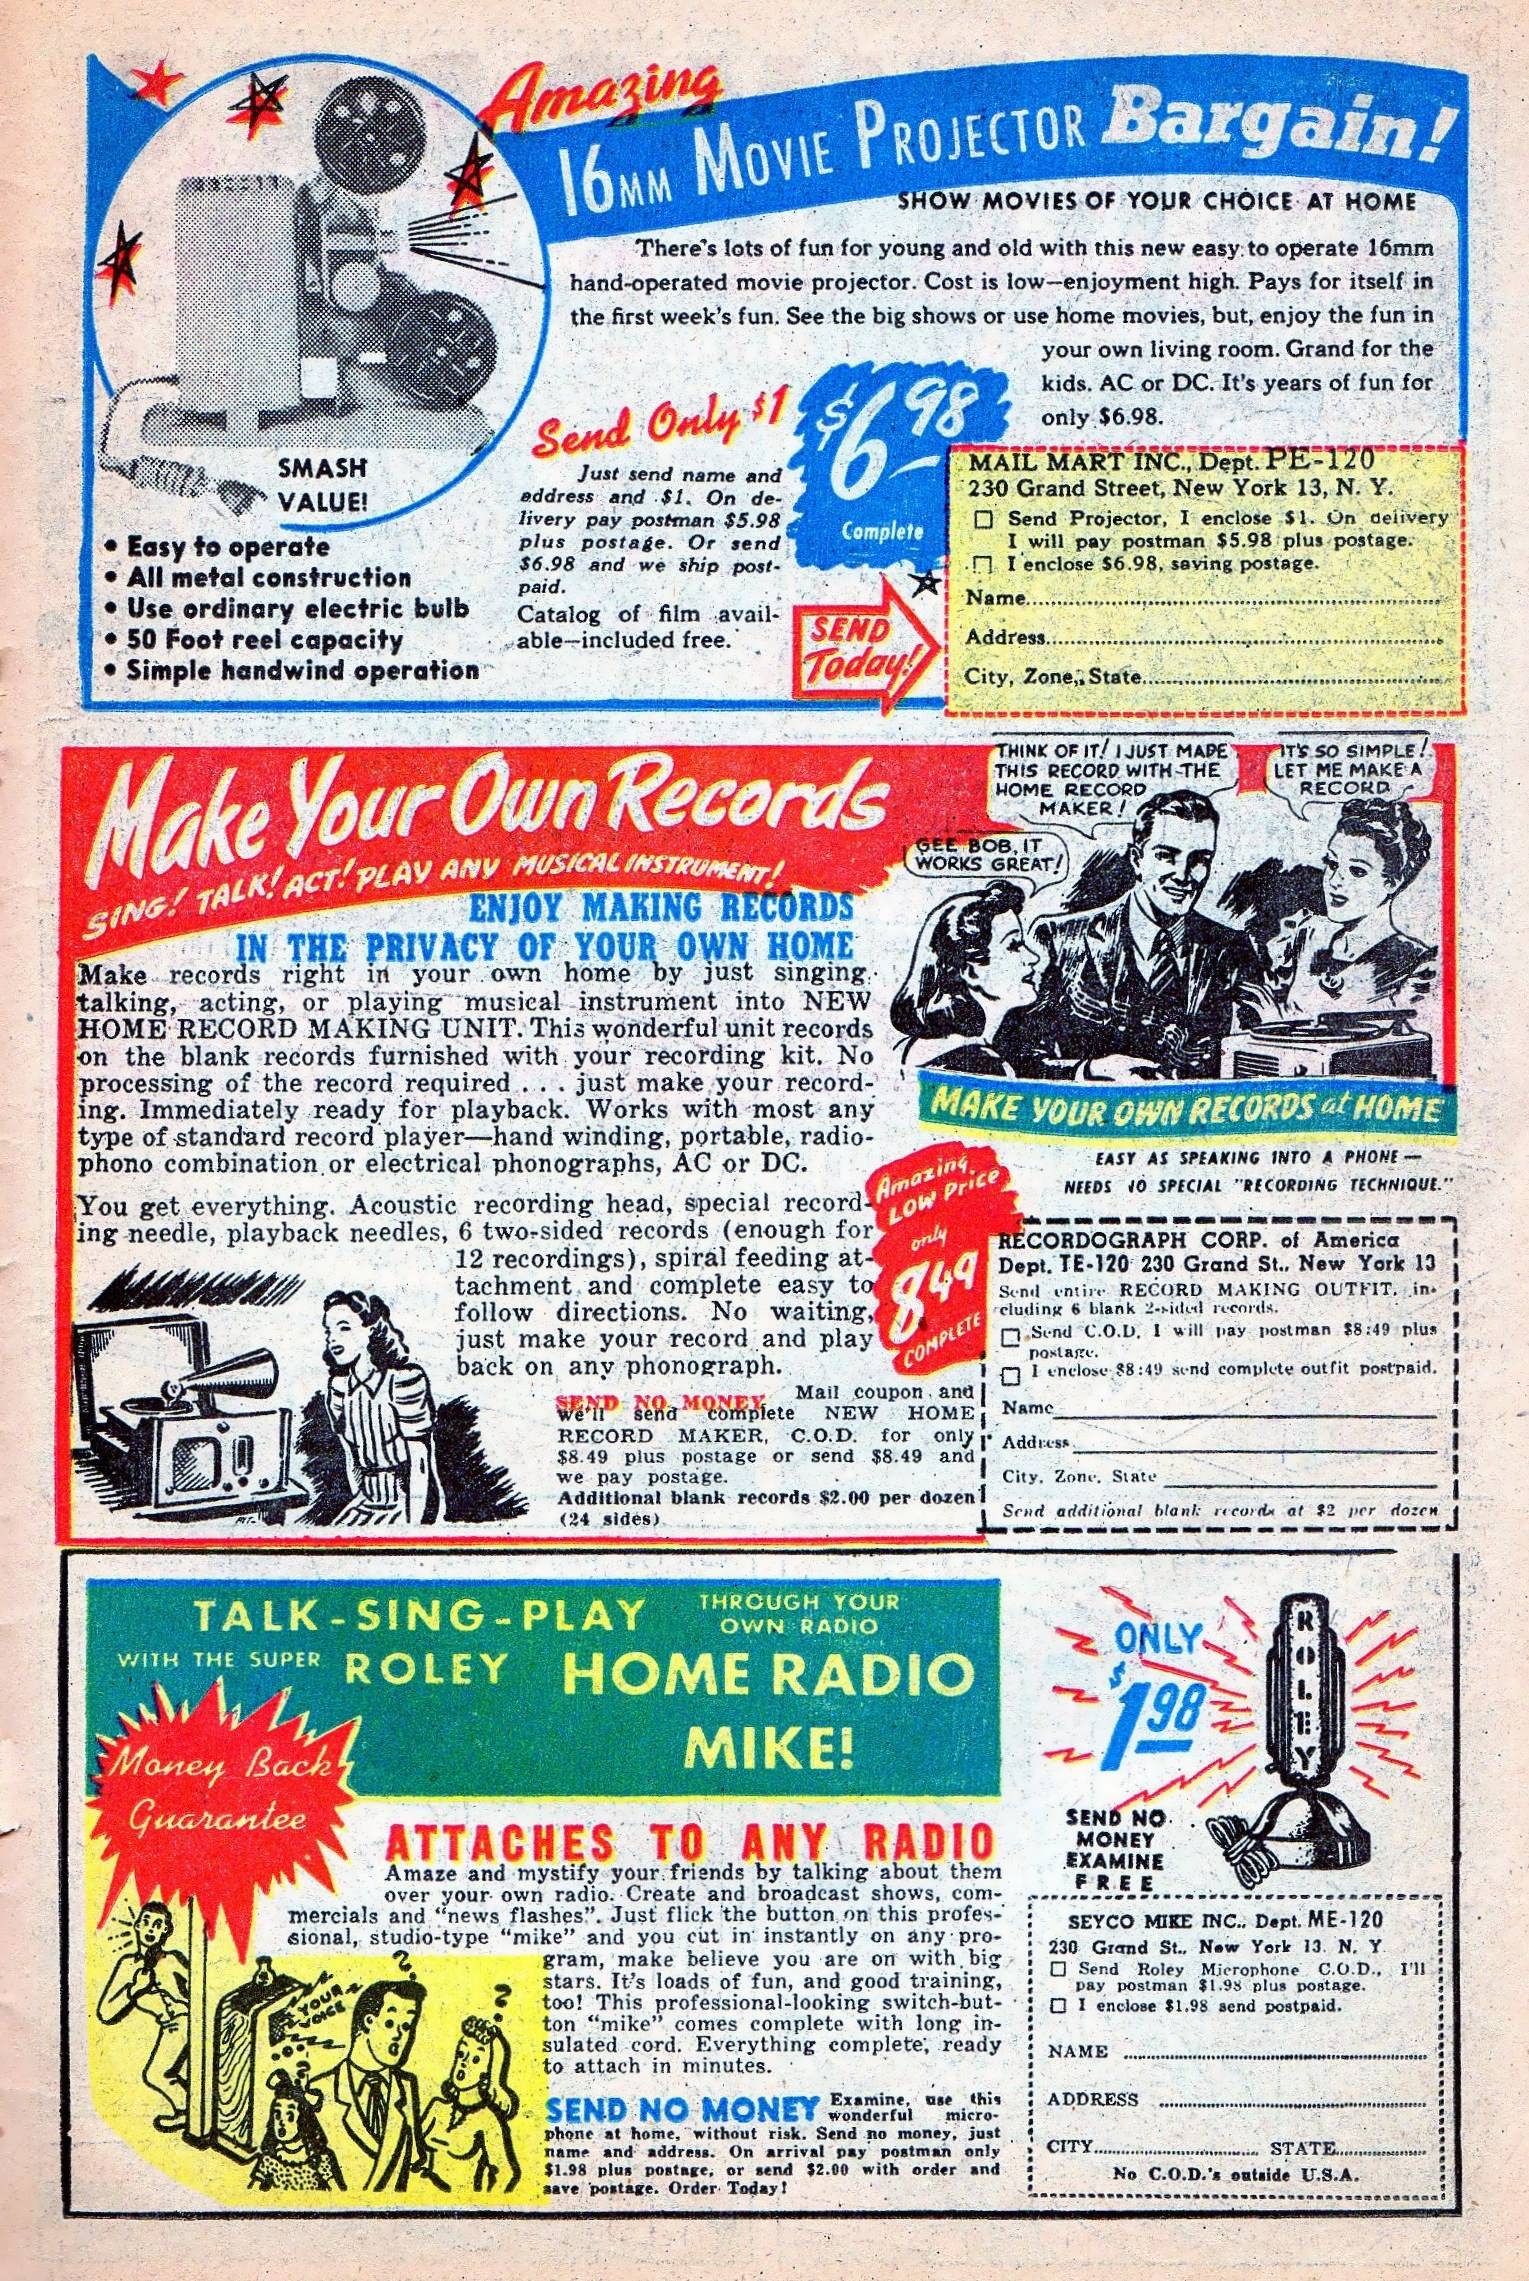 Amazing
16MM MOVIE PROJECTOR Bargain!
SHOW MOVIES OF YOUR CHOICE AT HOME
There's lots of fun for young and old with this new easy to operate 16mm
hand-operated movie projector. Cost is low—enjoyment high. Pays for itself in
the first week's fun. See the big shows or use home movies, but, enjoy the fun in
your own living room. Grand for the
kids. AC or DC. It's years of fun for
only $6.98.
SMASH
VALUE!
• Easy to operate
• All metal construction
• Use ordinary electric bulb
• 50 Foot reel capacity
• Simple handwind operation
Send Only $1
Just send name and
address and $1. On de-
livery pay postman $5.98
plus postage. Or send
$6.98 and we ship post-
paid.
Catalog of film avail-
able—included free.
$6.98
Complete
SEND
Today!
MAIL MART INC., Dept. PE-120
230 Grand Street, New York 13, N. Y.
□ Send Projector, I enclose $1. On delivery
I will pay postman $5.98 plus postage.
□ I enclose $6.98, saving postage.
Name
Address
City, Zone, State
Make Your Own Records
SING! TALK! ACT! PLAY ANY MUSICAL INSTRUMENT!
ENJOY MAKING RECORDS
IN THE PRIVACY OF YOUR OWN HOME
Make records right in your own home by just singing,
talking, acting, or playing musical instrument into NEW
HOME RECORD MAKING UNIT. This wonderful unit records
on the blank records furnished with your recording kit. No
processing of the record required . . . just make your record-
ing. Immediately ready for playback. Works with most any
type of standard record player—hand winding, portable, radio-
phono combination or electrical phonographs, AC or DC.
You get everything. Acoustic recording head, special record-
ing needle, playback needles, 6 two-sided records (enough for
12 recordings), spiral feeding at-
tachment and complete easy to
follow directions. No waiting,
just make your record and play
back on any phonograph.
SEND NO MONEY Mail coupon and
we'll send complete NEW HOME
RECORD MAKER, C.O.D. for only
$8.49 plus postage or send $8.49 and
we pay postage.
Additional blank records $2.00 per dozen
(24 sides)
THINK OF IT! I JUST MADE
THIS RECORD WITH THE
HOME RECORD
MAKER!
IT'S SO SIMPLE!
LET ME MAKE A
RECORD
GEE BOB, IT
WORKS GREAT!
MAKE YOUR OWN RECORDS at HOME
EASY AS SPEAKING INTO A PHONE—
NEEDS NO SPECIAL "RECORDING TECHNIQUE."
Amazing
LOW PRICE
only
8.49
COMPLETE
RECORDOGRAPH CORP. of America
Dept. TE-120 230 Grand St., New York 13
Send entire RECORD MAKING OUTFIT, in-
cluding 6 blank 2-sided records.
□ Send C.O.D. I will pay postman $8:49 plus
postage.
□ I enclose $8:49 send complete outfit postpaid.
Name
Address
City, Zone, State
Send additional blank records at $2 per dozen
TALK-SING-PLAY THROUGH YOUR
OWN RADIO
WITH THE SUPER ROLEY HOME RADIO
MIKE!
Money Back
Guarantee
ATTACHES TO ANY RADIO
Amaze and mystify your friends by talking about them
over your own radio. Create and broadcast shows, com-
mercials and "news flashes". Just flick the button on this profes-
sional, studio-type "mike" and you cut in instantly on any pro-
gram, make believe you are on with big
stars. It's loads of fun, and good training,
too! This professional-looking switch-but-
ton "mike" comes complete with long in-
sulated cord. Everything complete, ready
to attach in minutes.
SEND NO MONEY Examine, use this
wonderful micro-
phone at home, without risk. Send no money, just
name and address. On arrival pay postman only
$1.98 plus postage, or send $2.00 with order and
save postage. Order Today!
YOUR
VOICE
? ? ? ?
ONLY
$1.98
ROLEY
SEND NO
MONEY
EXAMINE
FREE
SEYCO MIKE INC., Dept. ME-120
230 Grand St., New York 13, N. Y.
□ Send Roley Microphone C.O.D., I'll
pay postman $1.98 plus postage.
□ I enclose $1.98 send postpaid.
NAME
ADDRESS
CITY STATE
No C.O.D.'s outside U.S.A.